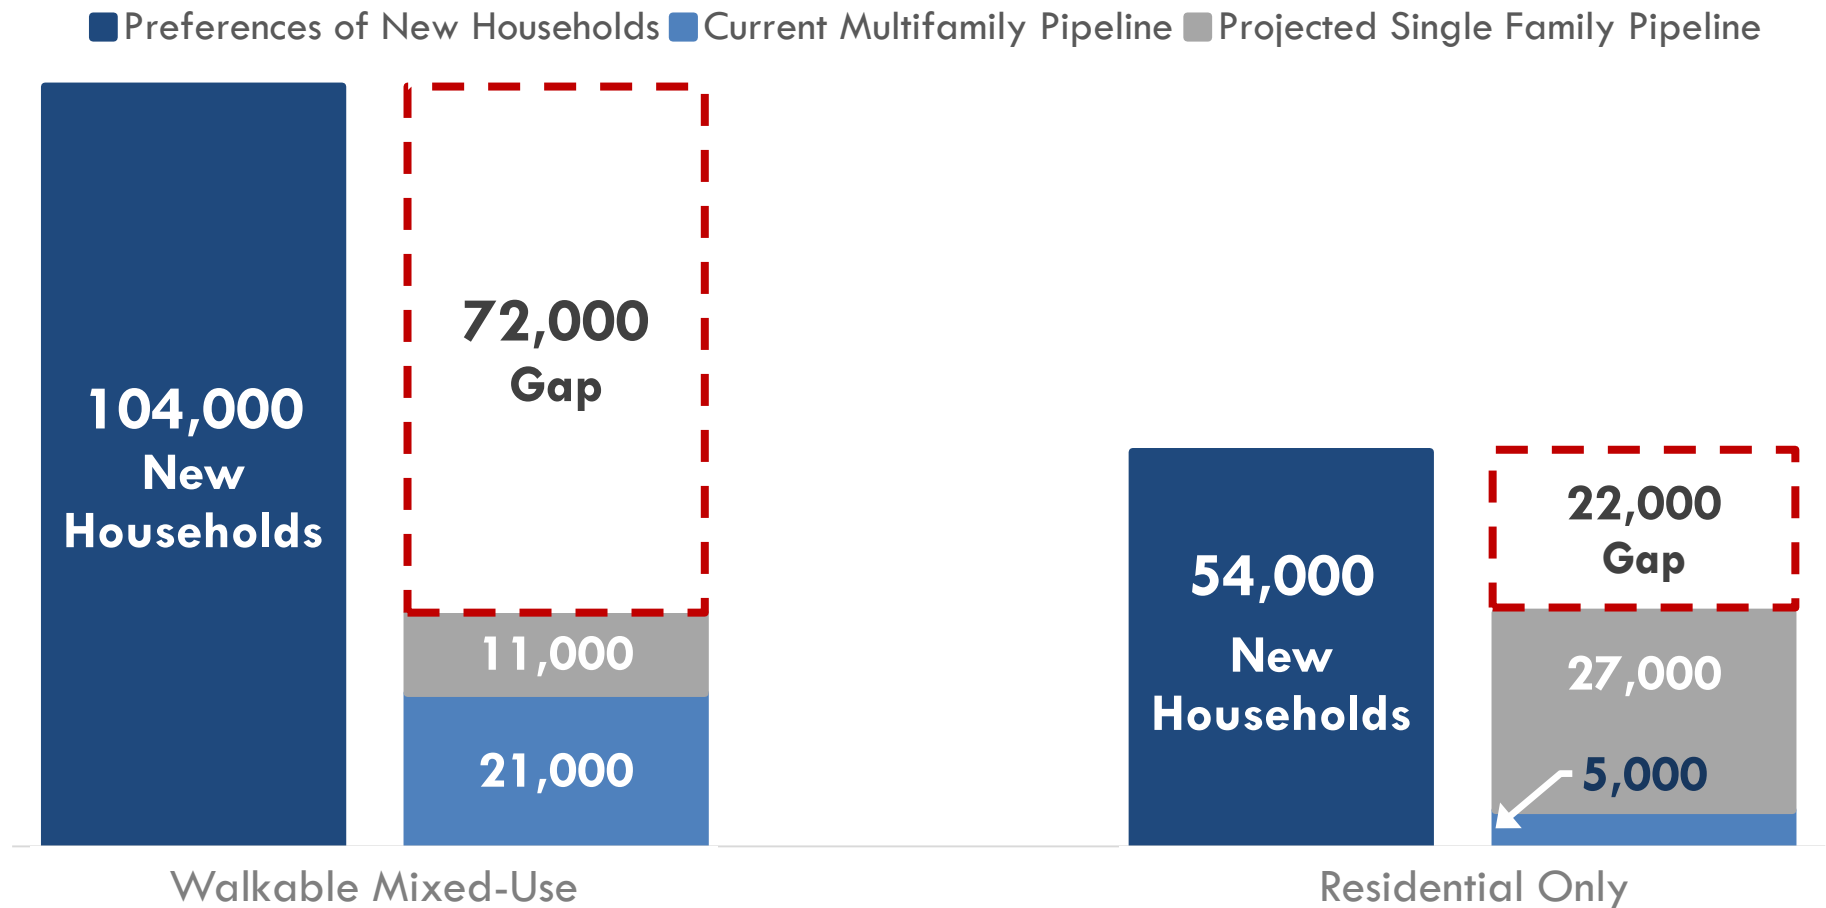 Preferences of New Households Current Multifamily Pipeline Projected Single Family Pipeline
104,000
New
Households
72,000
Gap
11,000
21,000
54,000
New
Households
22,000
Gap
27,000
5,000
Walkable Mixed-Use
Residential Only